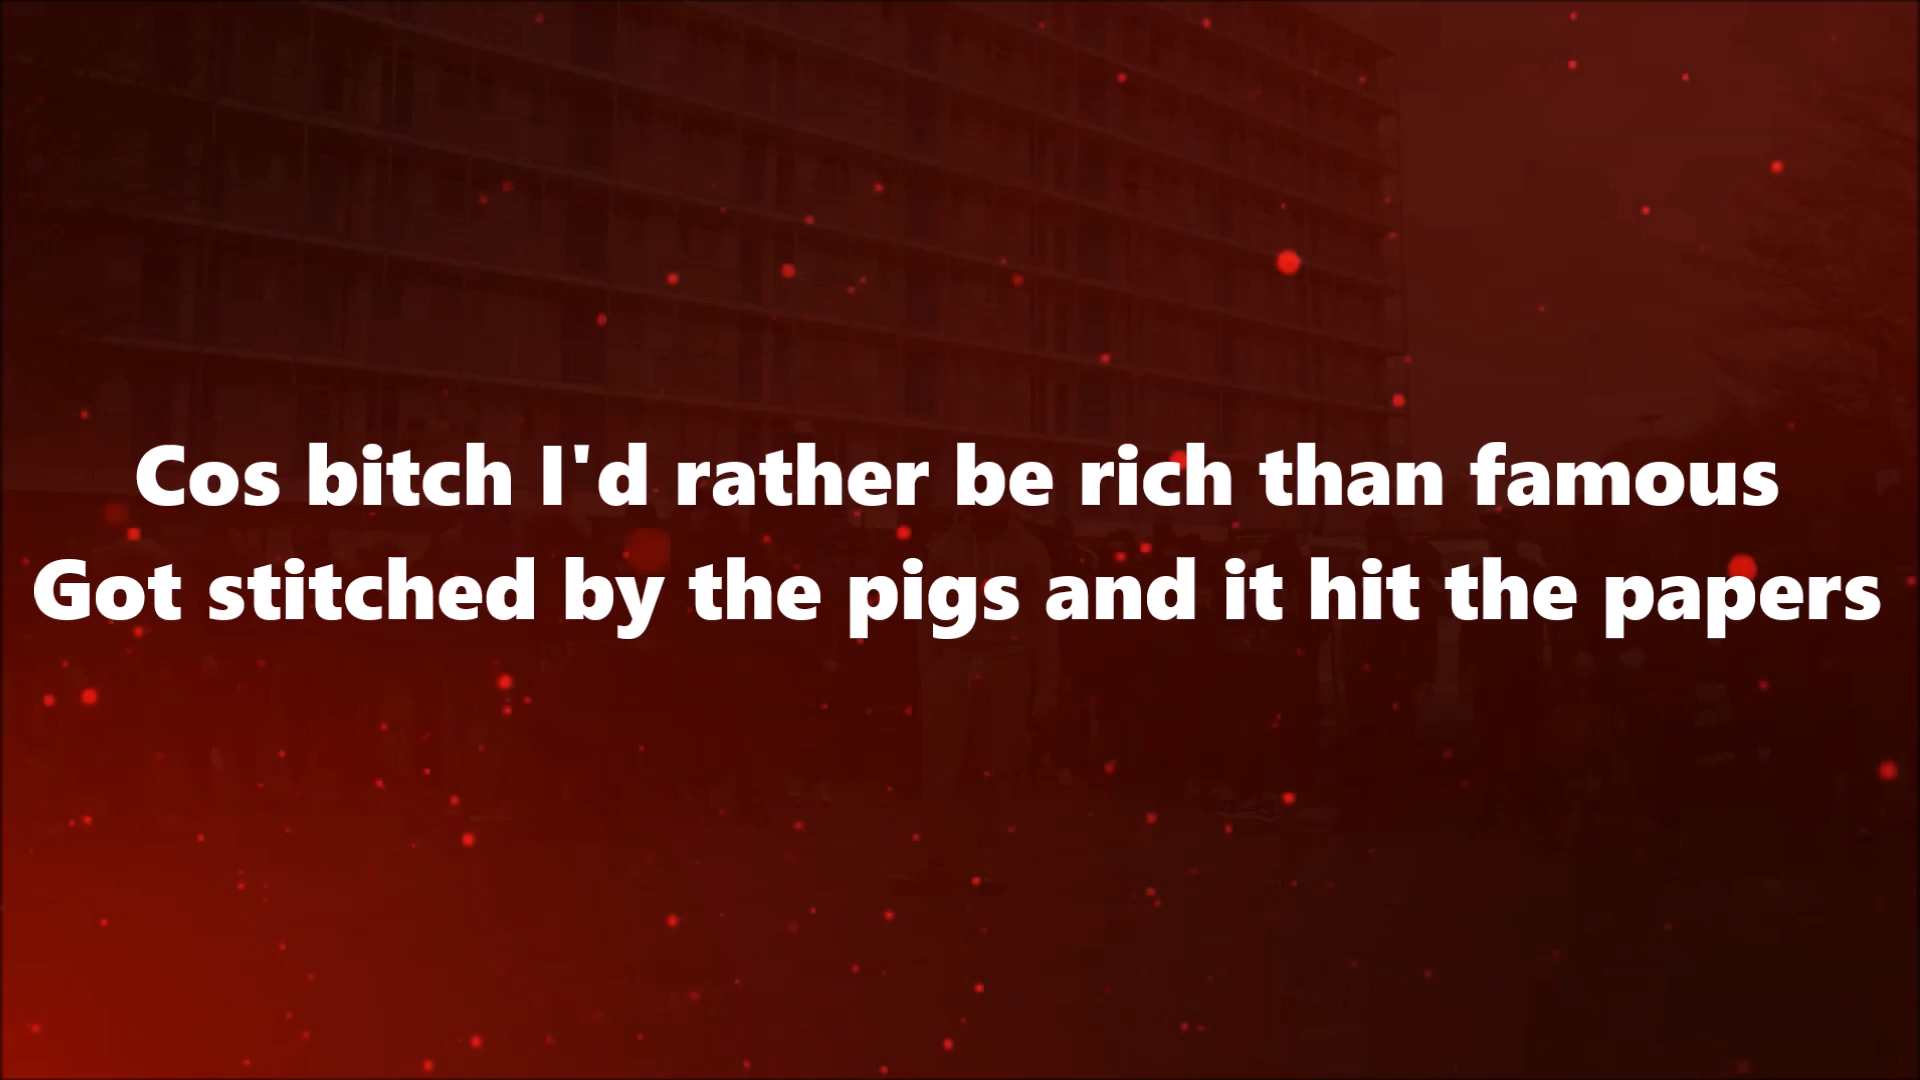 Cos bitch I'd rather be rich than famous
Got stitched by the pigs and it hit the papers